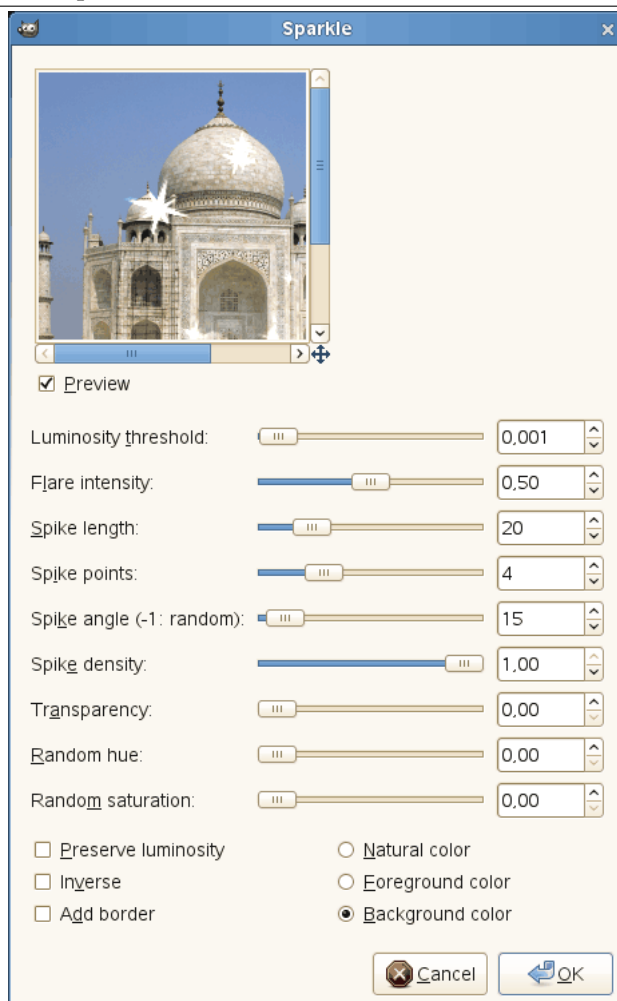 Sparkle
Preview
Luminosity threshold: 0,001
Flare intensity: 0,50
Spike length: 20
Spike points: 4
Spike angle (-1: random): 15
Spike density: 1,00
Transparency: 0,00
Random hue: 0,00
Random saturation: 0,00
Preserve luminosity Natural color
Inverse Foreground color
Add border Background color
Cancel OK